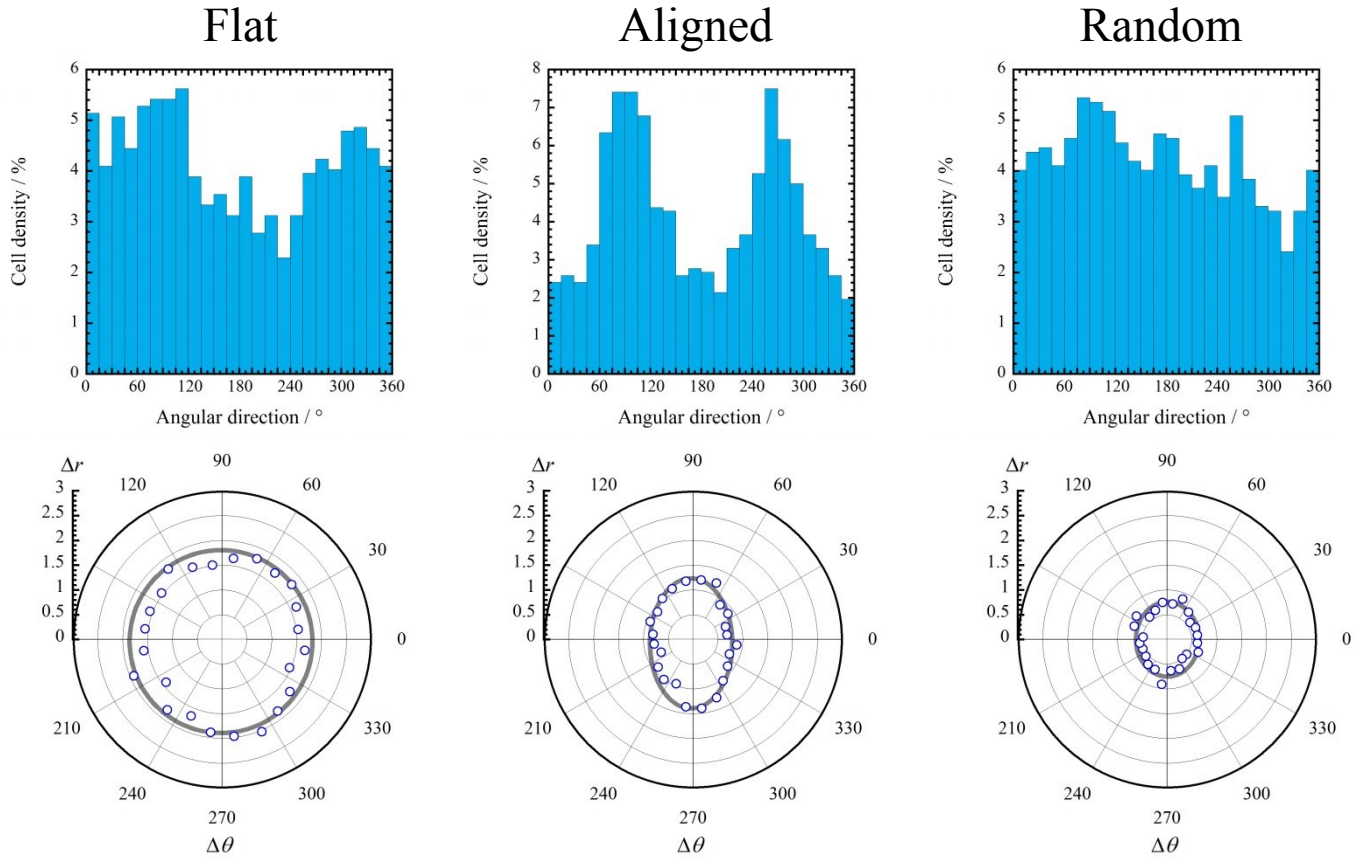 Flat Aligned Random
6 8 6
7
5 5
6
4 5 4
Cell density / % Cell density / % Cell density / %
3 4 3
3
2 2
2
1 1
1
0 0 0
0 60 120 180 240 300 360 0 60 120 180 240 300 360 0 60 120 180 240 300 360
Angular direction / ° Angular direction / ° Angular direction / °
90 90 90
Δr 120 60 Δr 120 60 Δr 120 60
3 3 3
2.5 2.5 2.5
2 30 2 30 2 30
1.5 1.5 1.5
1 1 1
0.5 0.5 0.5
0 0 0 0 0 0
210 330 210 330 210 330
240 300 240 300 240 300
270 270 270
Δθ Δθ Δθ